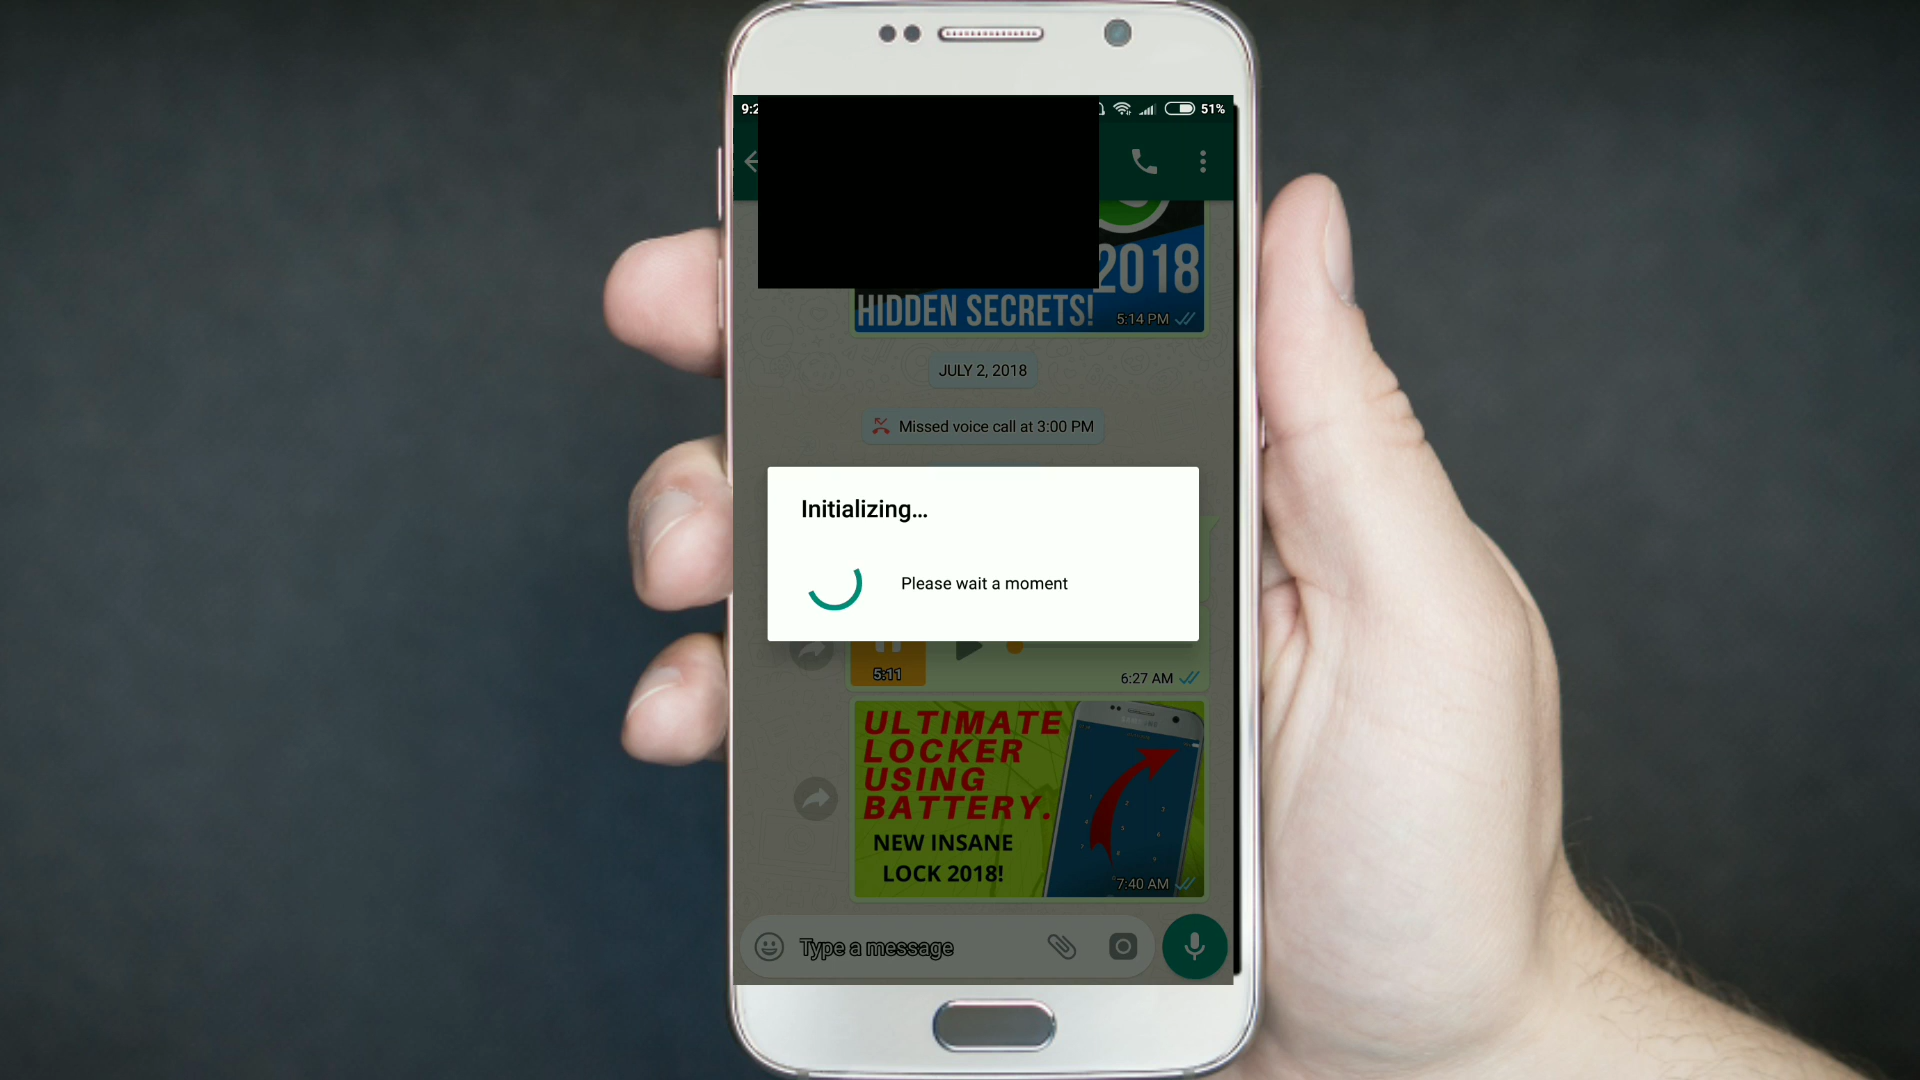 9:2
51%
2018
HIDDEN SECRETS!
5:14 PM
JULY 2, 2018
Missed voice call at 3:00 PM
Initializing...
Please wait a moment
5:11
6:27 AM
ULTIMATE
LOCKER
USING
BATTERY.
NEW INSANE
LOCK 2018!
7:40 AM
Type a message